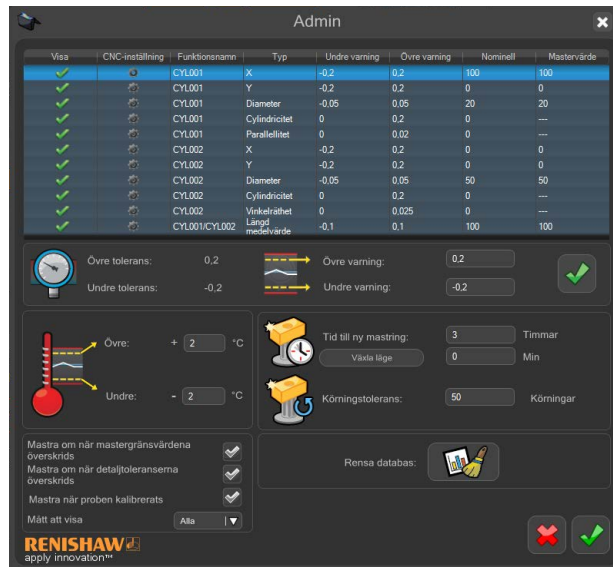 Admin
Visa CNC-inställning Funktionsnamn Typ Undre varning Övre varning Nominell Mastervärde
CYL001 X -0,2 0,2 100 100
CYL001 Y -0,2 0,2 0 0
CYL001 Diameter -0,05 0,05 20 20
CYL001 Cylindricitet 0 0,2 0 ---
CYL001 Parallellitet 0 0,02 0 ---
CYL002 X -0,2 0,2 0 0
CYL002 Y -0,2 0,2 0 0
CYL002 Diameter -0,05 0,05 50 50
CYL002 Cylindricitet 0 0,2 0 ---
CYL002 Vinkelräthet 0 0,025 0 ---
CYL001/CYL002 Längd medelvärde -0,1 0,1 100 100
Övre tolerans: 0,2
Undre tolerans: -0,2
Övre varning: 0,2
Undre varning: -0,2
Övre: + 2 °C
Undre: - 2 °C
Tid till ny mastring: 3 Timmar
Växla läge 0 Min
Körningstolerans: 50 Körningar
Mastra om när mastergränsvärdena
överskrids
Mastra om när detaljtoleranserna
överskrids
Mastra när proben kalibrerats
Mått att visa Alla
Rensa databas:
RENISHAW
apply innovation™